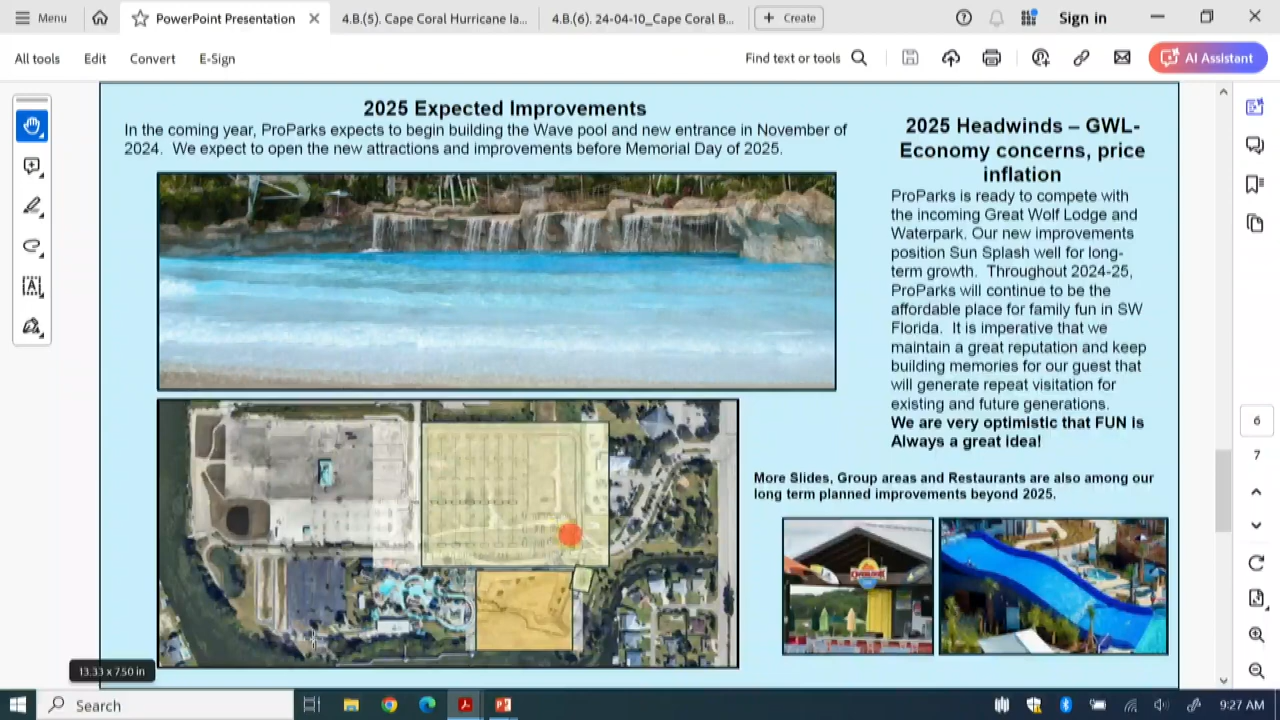 Menu
PowerPoint Presentation
4.B.(5). Cape Coral Hurricane la...
4.B.(6). 24-04-10_Cape Coral B...
Create
Sign in
All tools
Edit
Convert
E-Sign
Find text or tools
AI Assistant
2025 Expected Improvements
In the coming year, ProParks expects to begin building the Wave pool and new entrance in November of
2024. We expect to open the new attractions and improvements before Memorial Day of 2025.
2025 Headwinds – GWL-
Economy concerns, price
inflation
ProParks is ready to compete with
the incoming Great Wolf Lodge and
Waterpark. Our new improvements
position Sun Splash well for long-
term growth. Throughout 2024-25,
ProParks will continue to be the
affordable place for family fun in SW
Florida. It is imperative that we
maintain a great reputation and keep
building memories for our guest that
will generate repeat visitation for
existing and future generations.
We are very optimistic that FUN is
Always a great idea!
More Slides, Group areas and Restaurants are also among our
long term planned improvements beyond 2025.
6
7
13.33 x 7.50 in
Search
9:27 AM